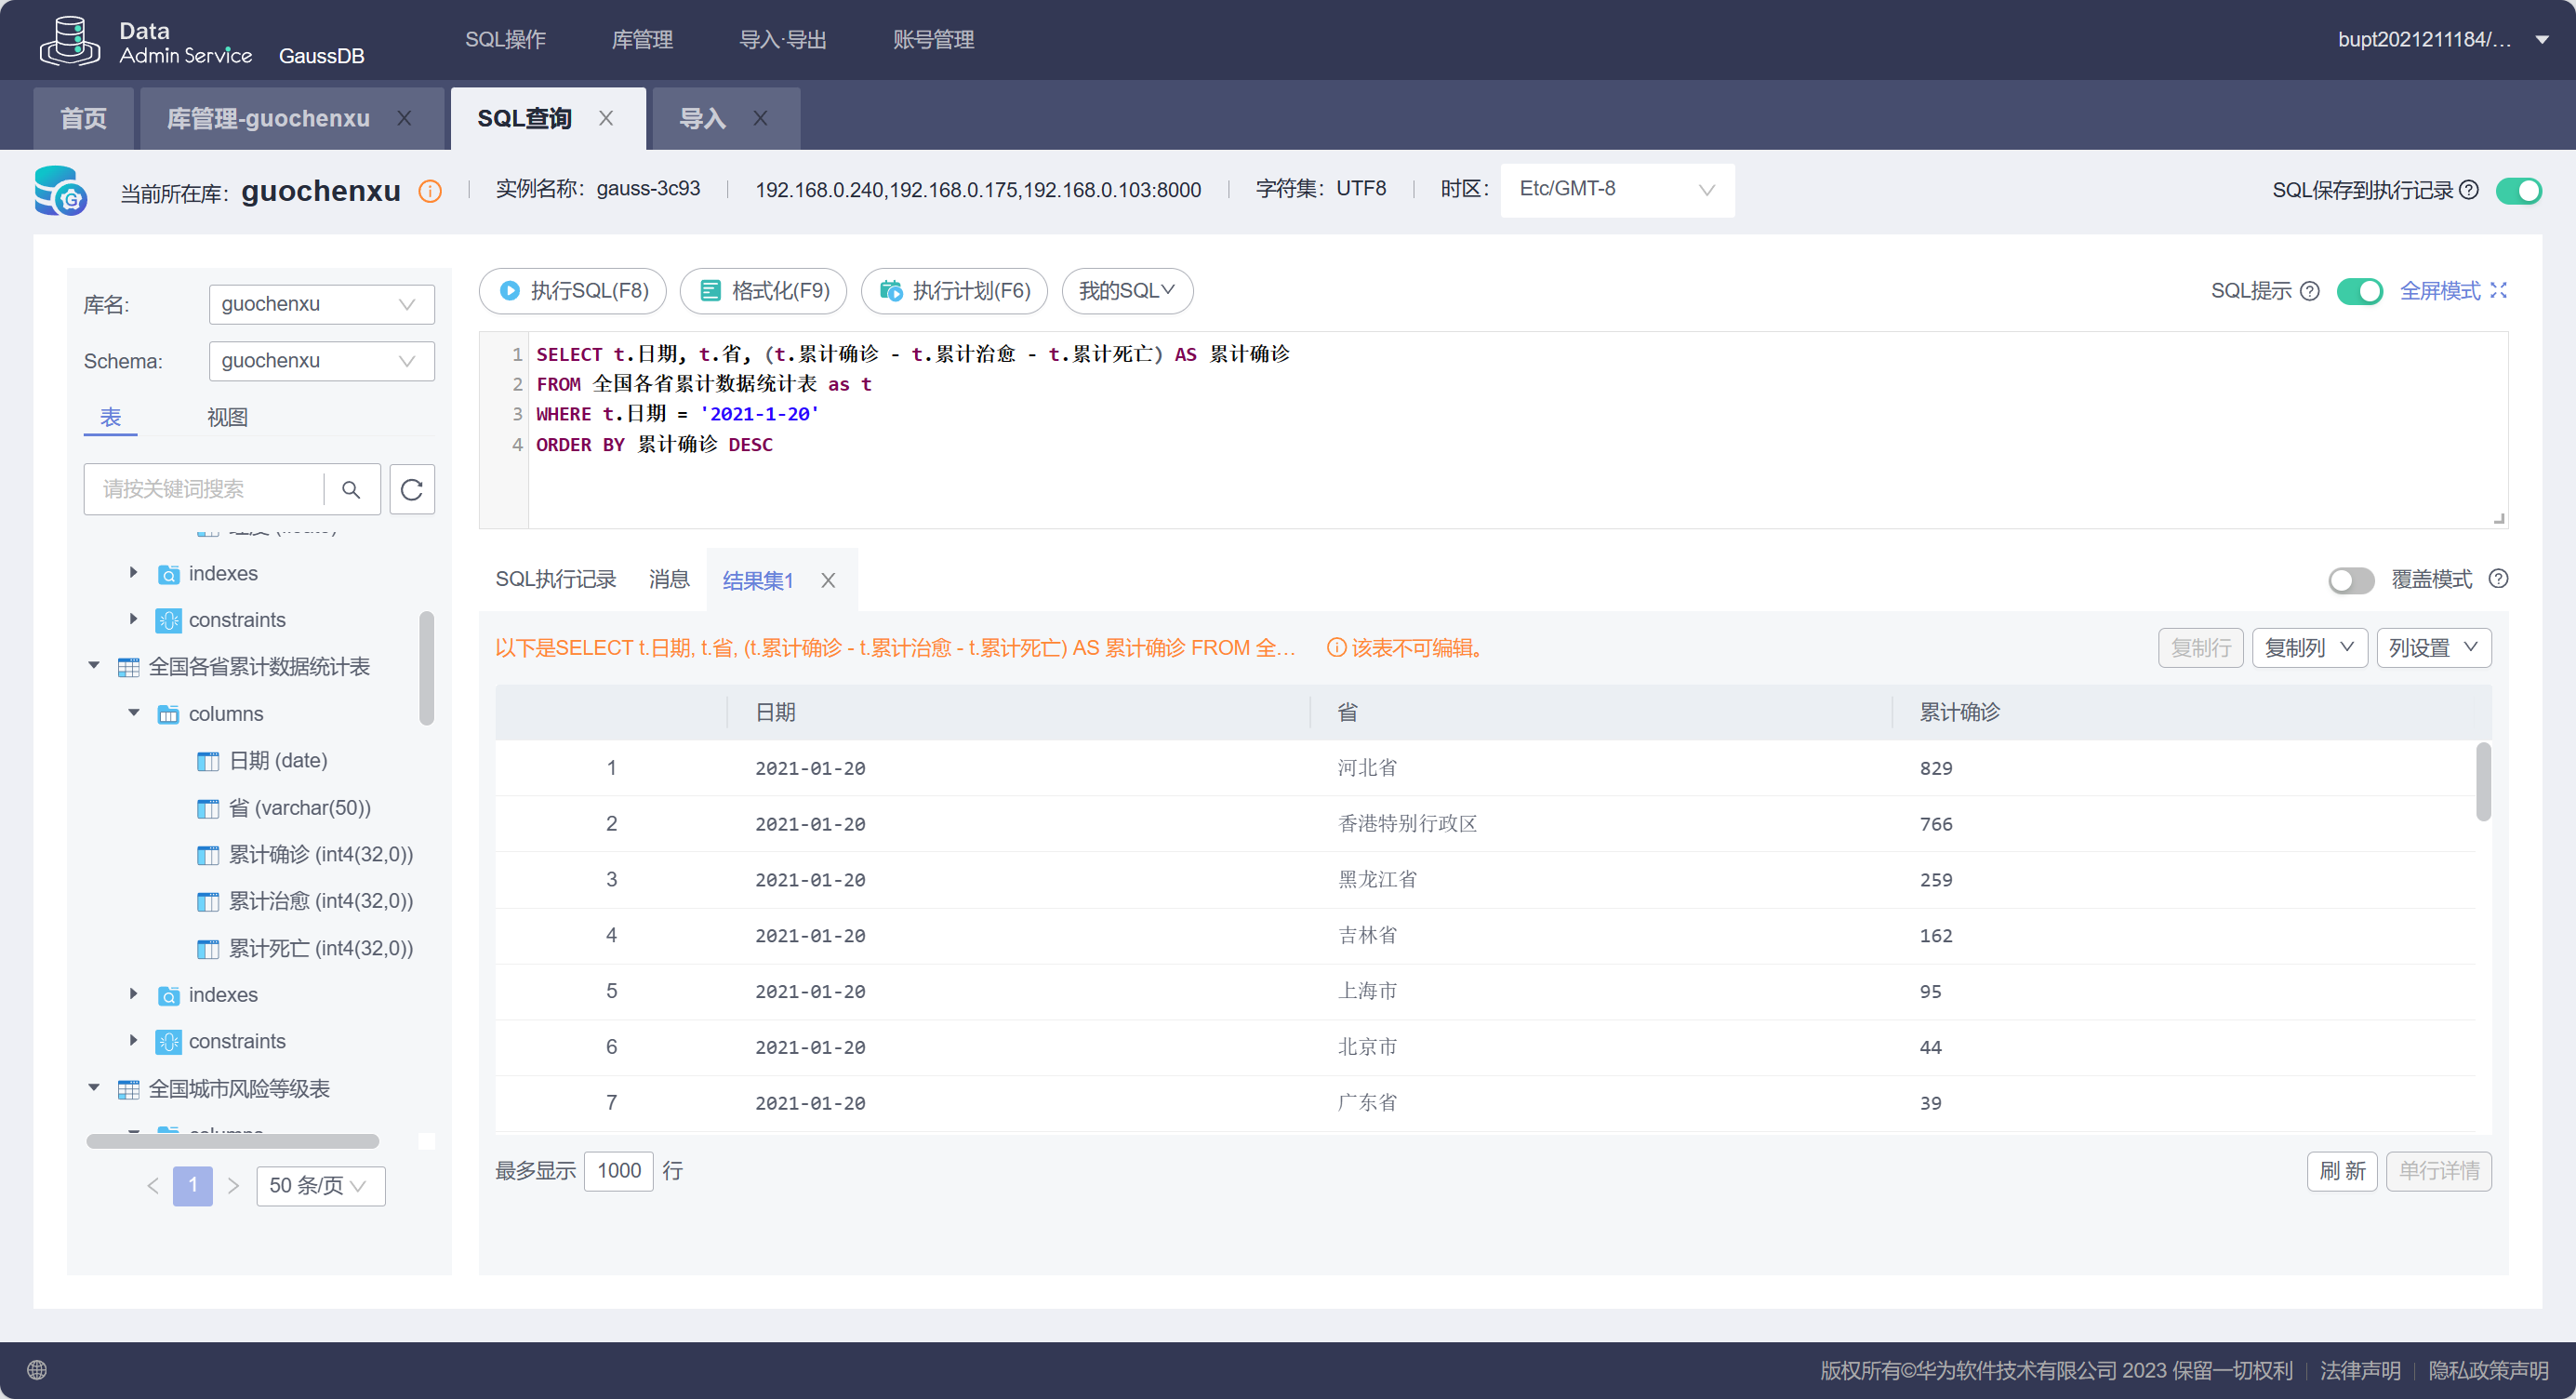 Data
Admin Service GaussDB SQL操作 库管理 导入·导出 账号管理 bupt2021211184/...
首页 库管理-guochenxu SQL查询 导入
当前所在库: guochenxu 实例名称: gauss-3c93 192.168.0.240,192.168.0.175,192.168.0.103:8000 字符集: UTF8 时区: Etc/GMT-8 SQL保存到执行记录
库名: guochenxu
Schema: guochenxu
表 视图
请按关键词搜索
indexes
constraints
全国各省累计数据统计表
columns
日期 (date)
省 (varchar(50))
累计确诊 (int4(32,0))
累计治愈 (int4(32,0))
累计死亡 (int4(32,0))
indexes
constraints
全国城市风险等级表
columns
1 50 条/页
执行SQL(F8) 格式化(F9) 执行计划(F6) 我的SQL SQL提示 全屏模式
1 SELECT t.日期, t.省, (t.累计确诊 - t.累计治愈 - t.累计死亡) AS 累计确诊
2 FROM 全国各省累计数据统计表 as t
3 WHERE t.日期 = '2021-1-20'
4 ORDER BY 累计确诊 DESC
SQL执行记录 消息 结果集1 覆盖模式
以下是SELECT t.日期, t.省, (t.累计确诊 - t.累计治愈 - t.累计死亡) AS 累计确诊 FROM 全... 该表不可编辑。 复制行 复制列 列设置
日期 省 累计确诊
1 2021-01-20 河北省 829
2 2021-01-20 香港特别行政区 766
3 2021-01-20 黑龙江省 259
4 2021-01-20 吉林省 162
5 2021-01-20 上海市 95
6 2021-01-20 北京市 44
7 2021-01-20 广东省 39
最多显示 1000 行 刷 新 单行详情
版权所有©华为软件技术有限公司 2023 保留一切权利 法律声明 隐私政策声明